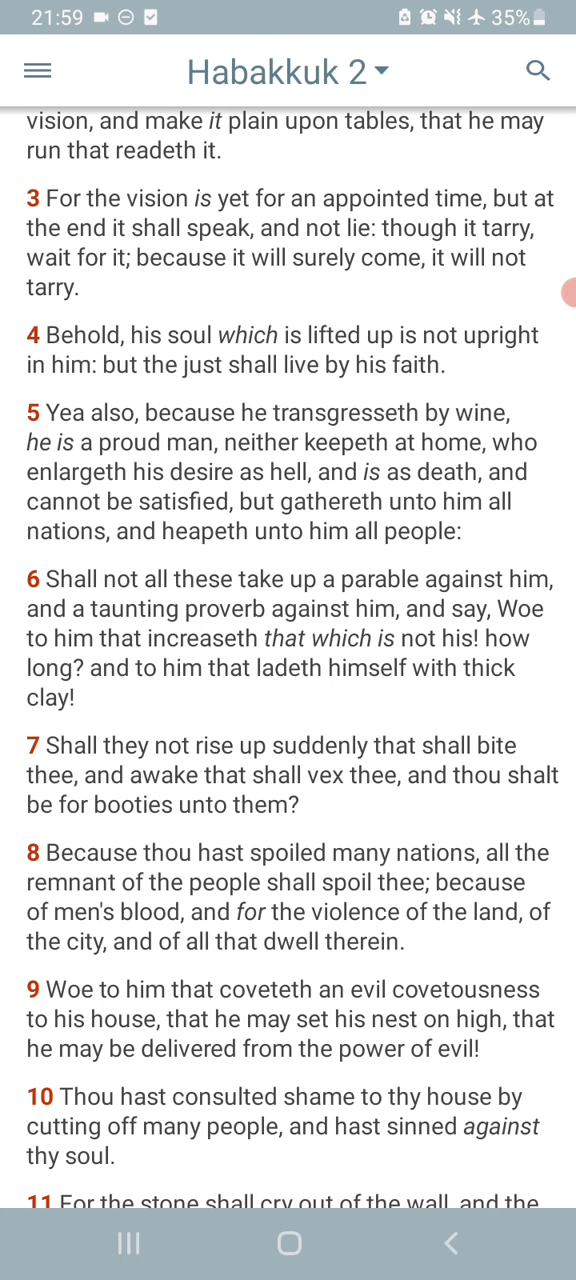 21:59
35%
Habakkuk 2
vision, and make it plain upon tables, that he may
run that readeth it.
3 For the vision is yet for an appointed time, but at
the end it shall speak, and not lie: though it tarry,
wait for it; because it will surely come, it will not
tarry.
4 Behold, his soul which is lifted up is not upright
in him: but the just shall live by his faith.
5 Yea also, because he transgresseth by wine,
he is a proud man, neither keepeth at home, who
enlargeth his desire as hell, and is as death, and
cannot be satisfied, but gathereth unto him all
nations, and heapeth unto him all people:
6 Shall not all these take up a parable against him,
and a taunting proverb against him, and say, Woe
to him that increaseth that which is not his! how
long? and to him that ladeth himself with thick
clay!
7 Shall they not rise up suddenly that shall bite
thee, and awake that shall vex thee, and thou shalt
be for booties unto them?
8 Because thou hast spoiled many nations, all the
remnant of the people shall spoil thee; because
of men's blood, and for the violence of the land, of
the city, and of all that dwell therein.
9 Woe to him that coveteth an evil covetousness
to his house, that he may set his nest on high, that
he may be delivered from the power of evil!
10 Thou hast consulted shame to thy house by
cutting off many people, and hast sinned against
thy soul.
11 For the stone shall cry out of the wall, and the